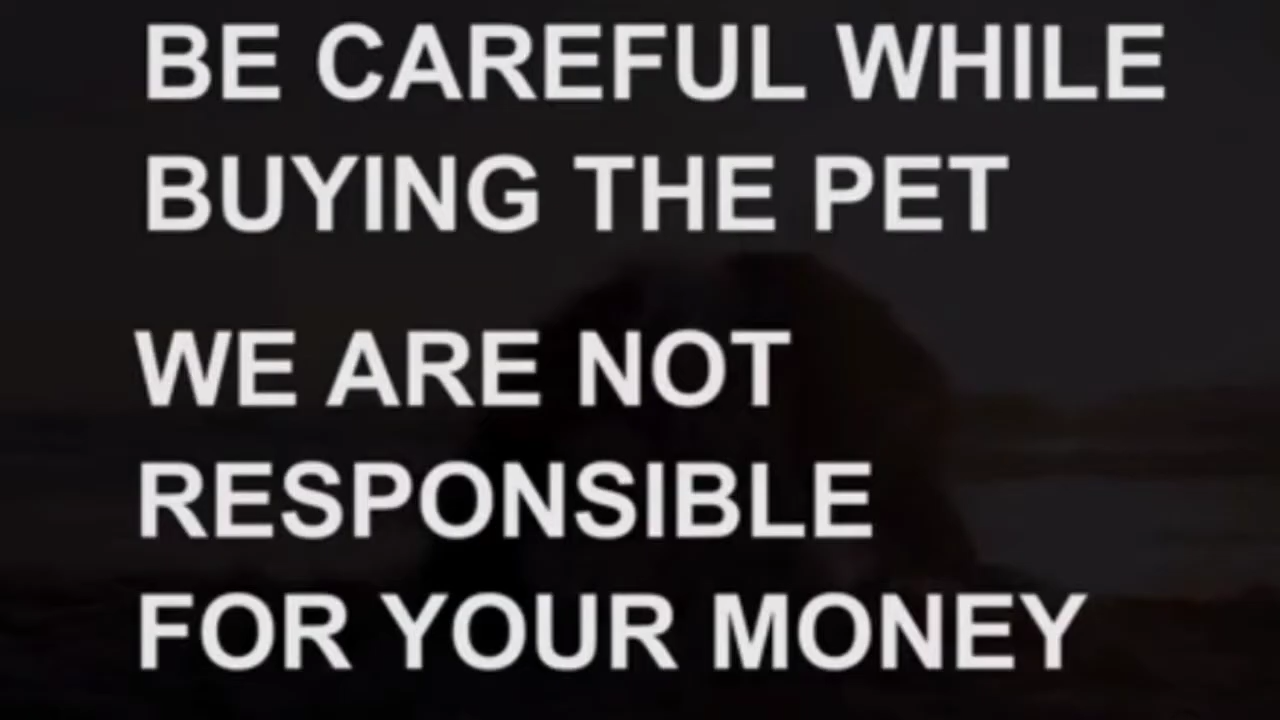 BE CAREFUL WHILE
BUYING THE PET
WE ARE NOT
RESPONSIBLE
FOR YOUR MONEY